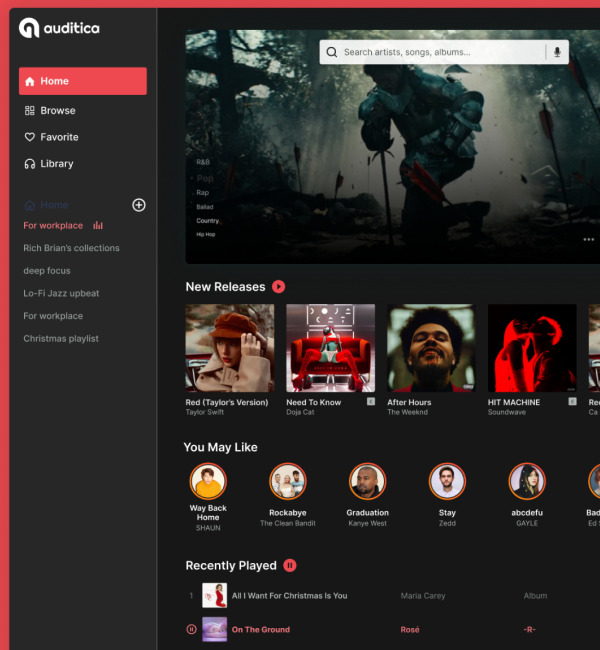 auditica
Search artists, songs, albums...
Home
Browse
Favorite
Library
Home
For workplace
Rich Brian's collections
deep focus
Lo-Fi Jazz upbeat
For workplace
Christmas playlist
R&B
Pop
Rap
Ballad
Country
Hip Hop
New Releases
Red (Taylor's Version)
Taylor Swift
Need To Know
Doja Cat
E
After Hours
The Weeknd
HIT MACHINE
Soundwave
E
Re
Ca
You May Like
Way Back
Home
SHAUN
Rockabye
The Clean Bandit
Graduation
Kanye West
Stay
Zedd
abcdefu
GAYLE
Bad
Ed S
Recently Played
1 All I Want For Christmas Is You Maria Carey Album
On The Ground Rosé -R-